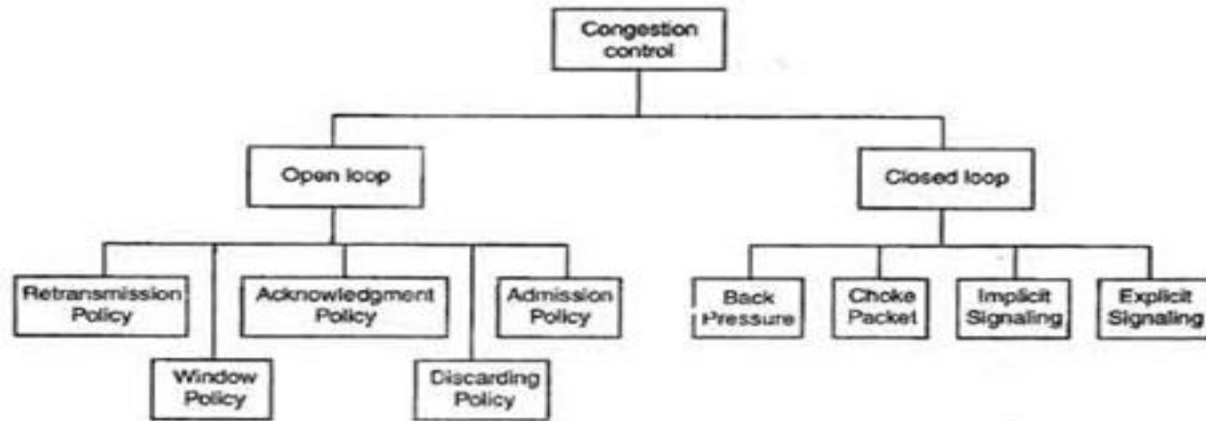 Congestion
control
Open loop
Closed loop
Retransmission
Policy
Acknowledgment
Policy
Admission
Policy
Back
Pressure
Choke
Packet
Implicit
Signaling
Explicit
Signaling
Window
Policy
Discarding
Policy